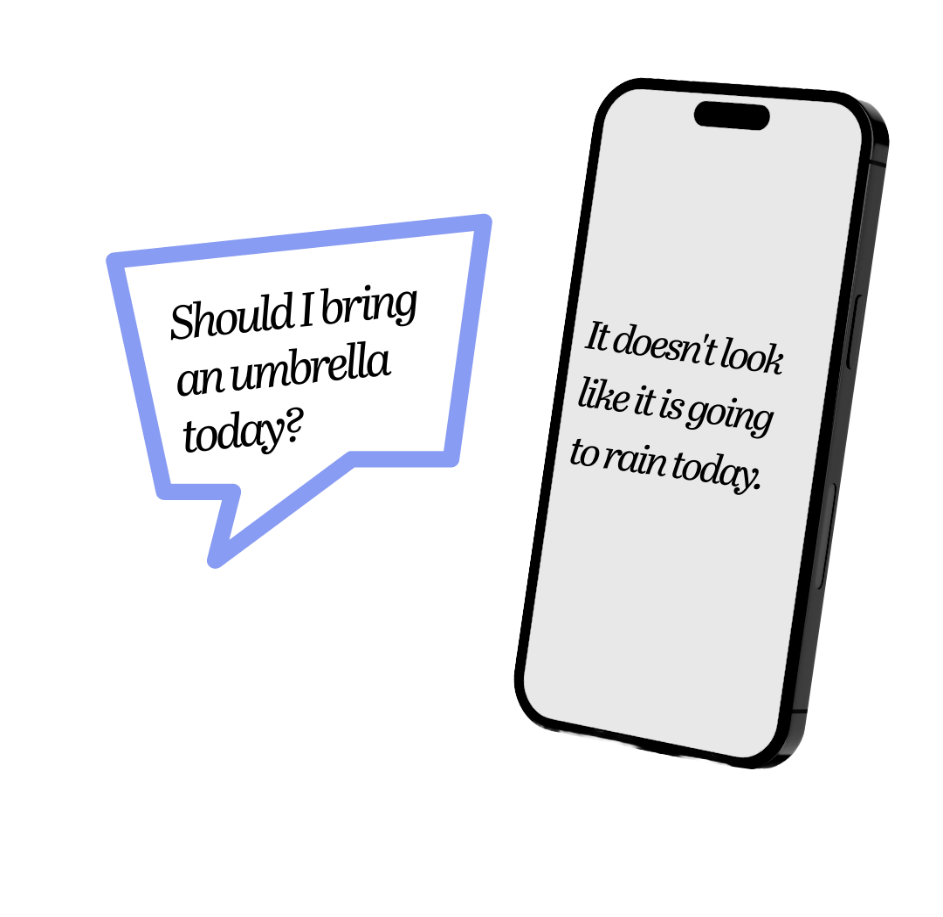 Should I bring
an umbrella
today?
It doesn't look
like it is going
to rain today.